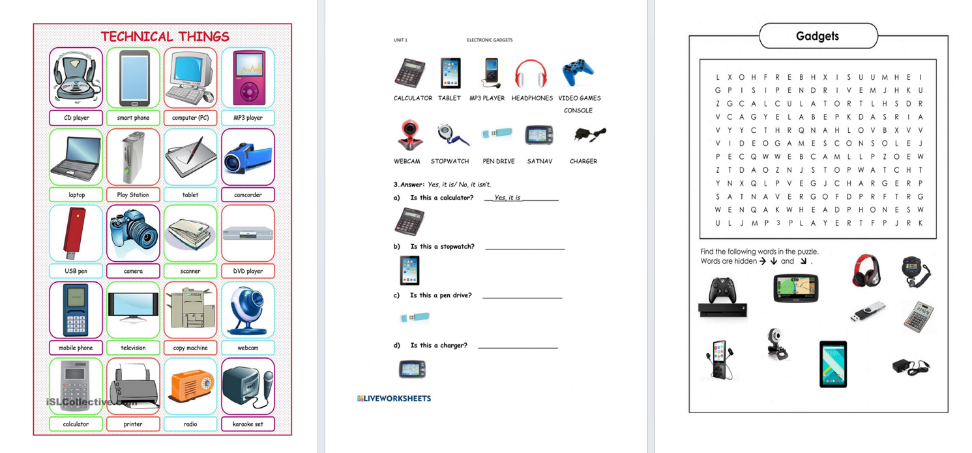 TECHNICAL THINGS
CD player smart phone computer (PC) MP3 player
laptop Play Station tablet camcorder
USB pen camera scanner DVD player
mobile phone television copy machine webcam
iSLCollective.com
calculator printer radio karaoke set
UNIT 1 ELECTRONIC GADGETS
CALCULATOR TABLET MP3 PLAYER HEADPHONES VIDEO GAMES
CONSOLE
WEBCAM STOPWATCH PEN DRIVE SATNAV CHARGER
3.Answer: Yes, it is/ No, it isn't.
a) Is this a calculator? Yes, it is
b) Is this a stopwatch?
c) Is this a pen drive?
d) Is this a charger?
LIVEWORKSHEETS
Gadgets
L X O H F R E B H X I S U U M H E I
G P I S I P E N D R I V E M J H K U
Z G C A L C U L A T O R T L H S D R
V C A G Y E L A B E P K D A S R I A
V Y Y C T H R Q N A H L O V B X V V
V I D E O G A M E S C O N S O L E J
P E C Q W W E B C A M L L P Z O E W
Z T D A O Z N J S T O P W A T C H T
Y N X Q L P V E G J C H A R G E R P
S A T N A V E R G O F D P R F T R G
W E N Q A K W H E A D P H O N E S W
U L J M P 3 P L A Y E R T F P J R K
Find the following words in the puzzle.
Words are hidden → ↓ and ↘ .